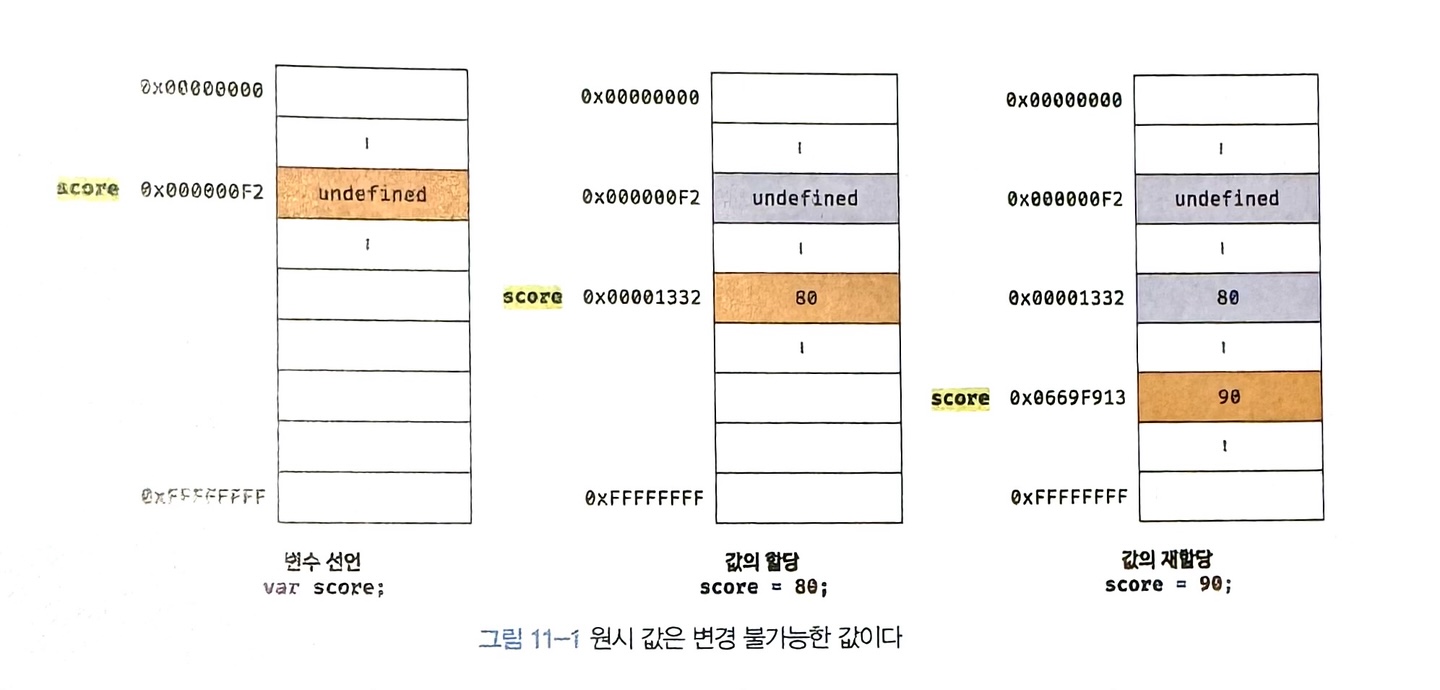 0x00000000
score 0x000000F2 undefined
0xFFFFFFFF
변수 선언
var score;
0x00000000
0x000000F2 undefined
score 0x00001332 80
0xFFFFFFFF
값의 할당
score = 80;
0x00000000
0x000000F2 undefined
0x00001332 80
score 0x0669F913 90
0xFFFFFFFF
값의 재할당
score = 90;
그림 11-1 원시 값은 변경 불가능한 값이다